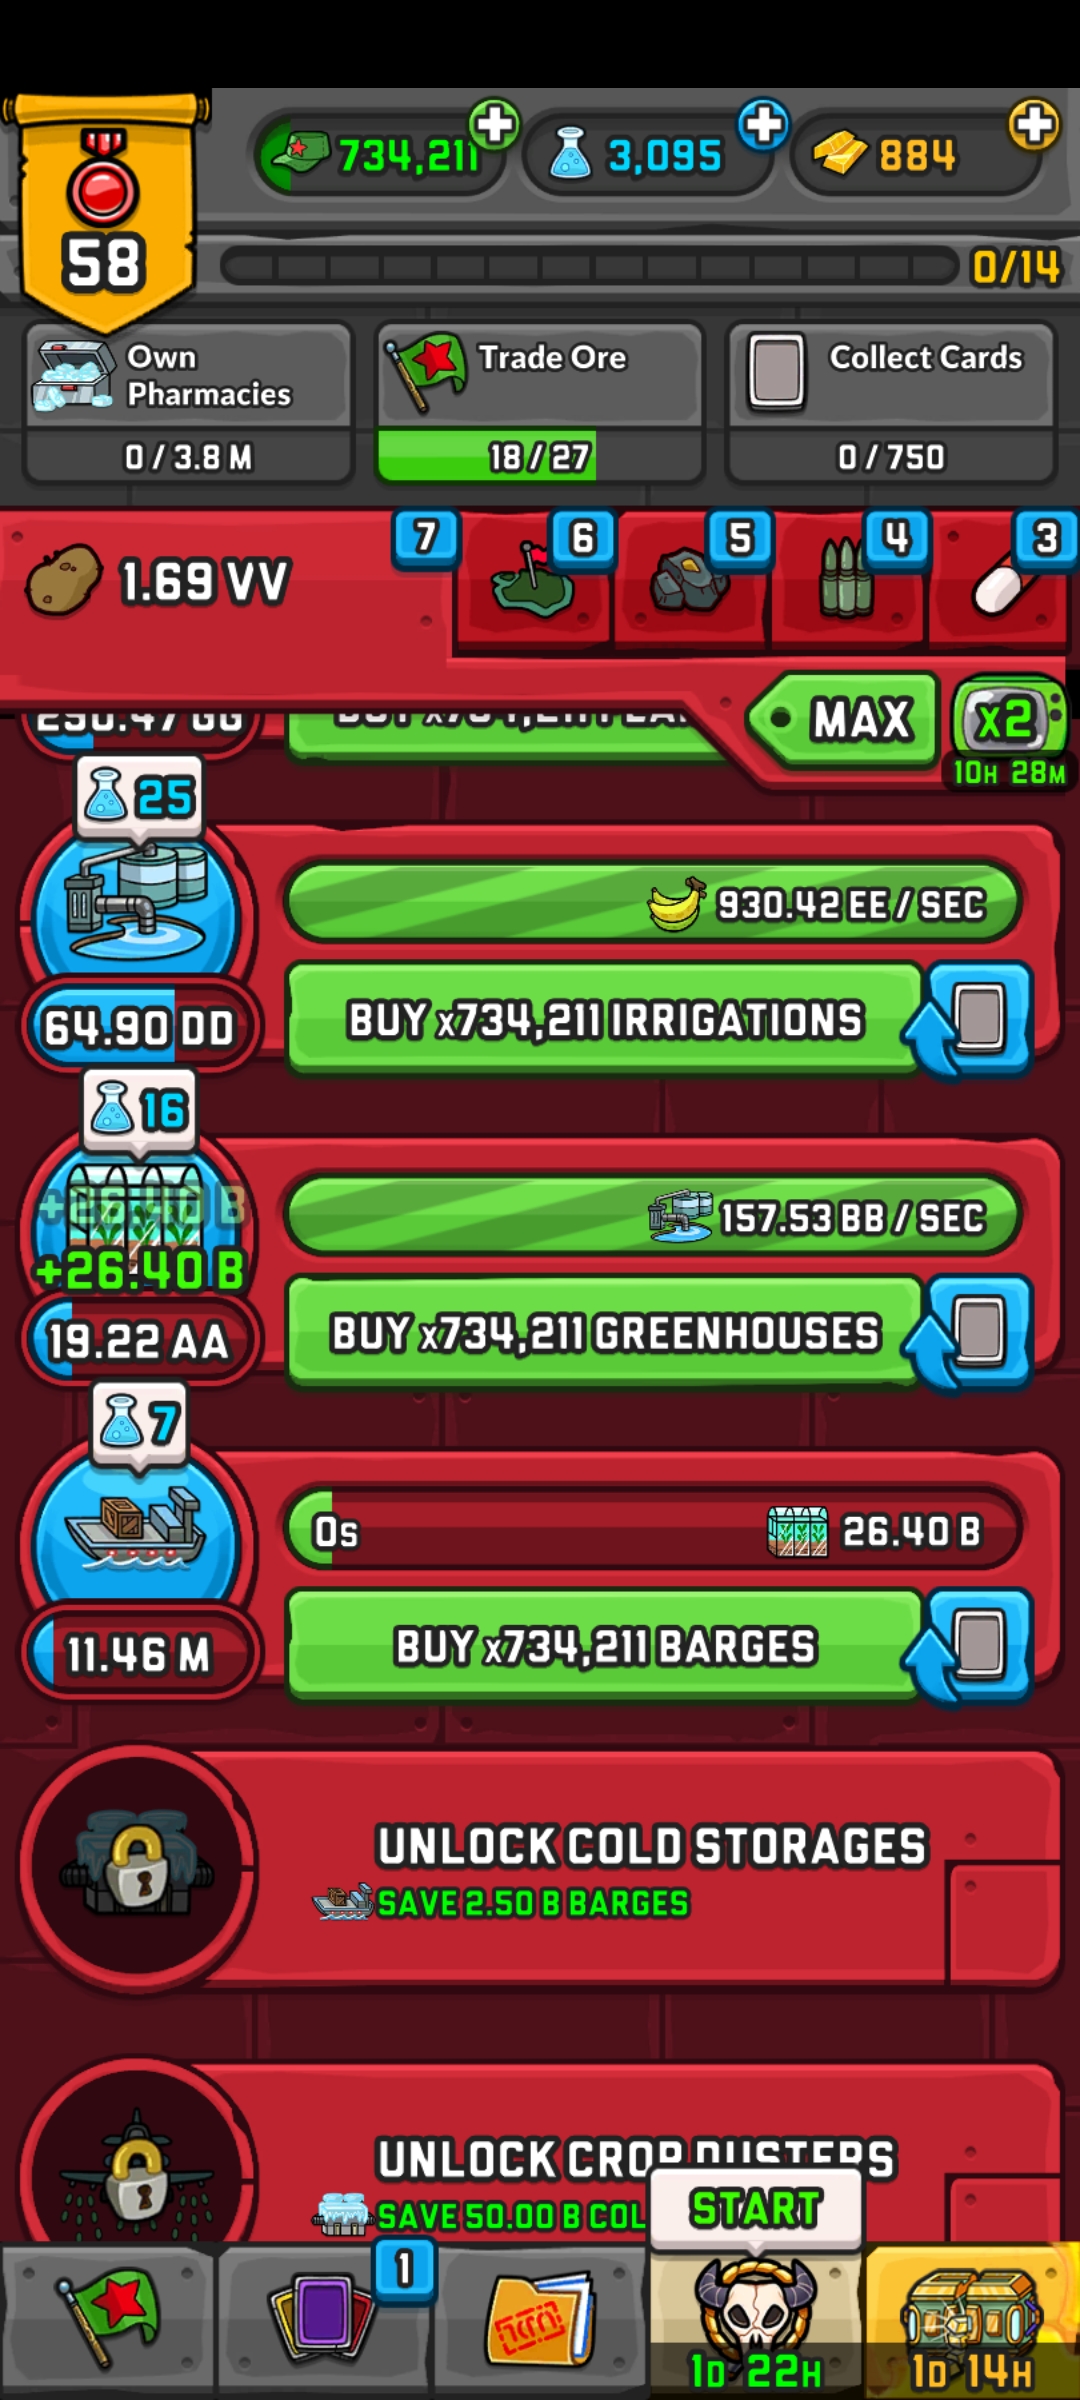 734,211
3,095
884
58
0/14
Own
Pharmacies
0 / 3.8 M
Trade Ore
18 / 27
Collect Cards
0 / 750
1.69 VV
7
6
5
4
3
MAX
x2
10H 28M
25
930.42 EE / SEC
64.90 DD
BUY x734,211 IRRIGATIONS
16
+26.40 B
+26.40 B
157.53 BB / SEC
19.22 AA
BUY x734,211 GREENHOUSES
7
0s
26.40 B
11.46 M
BUY x734,211 BARGES
UNLOCK COLD STORAGES
SAVE 2.50 B BARGES
UNLOCK CROP DUSTERS
SAVE 50.00 B COL
START
1
1D 22H
1D 14H